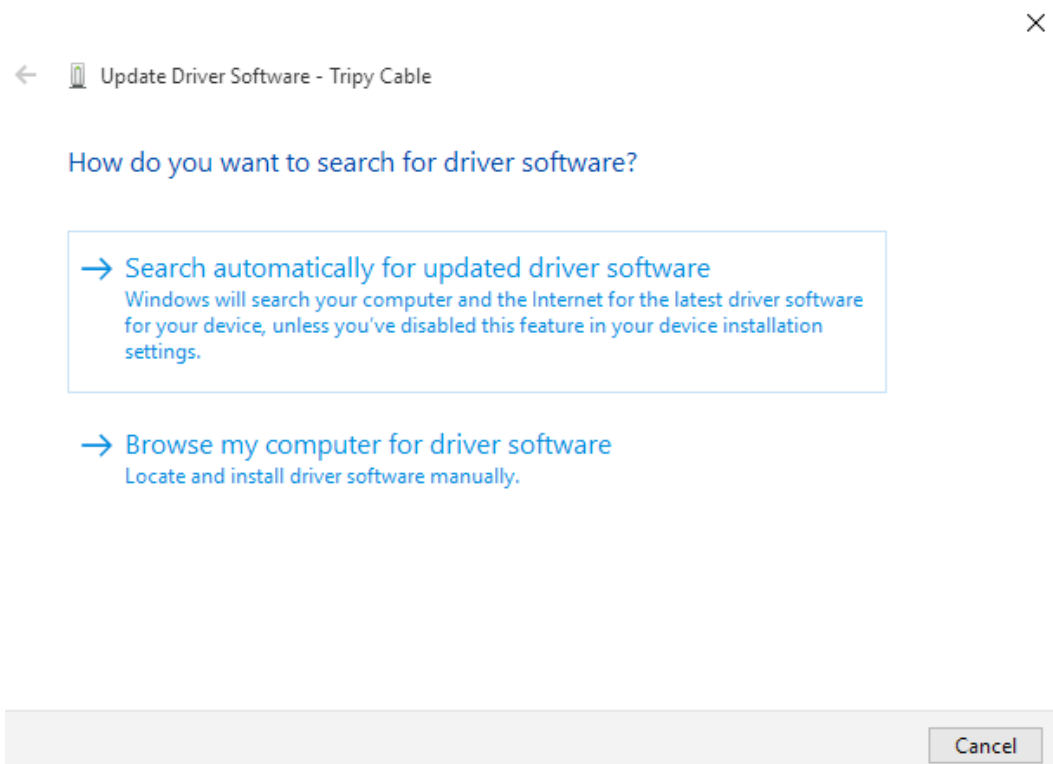 Update Driver Software - Tripy Cable
How do you want to search for driver software?
Search automatically for updated driver software
Windows will search your computer and the Internet for the latest driver software
for your device, unless you've disabled this feature in your device installation
settings.
Browse my computer for driver software
Locate and install driver software manually.
Cancel